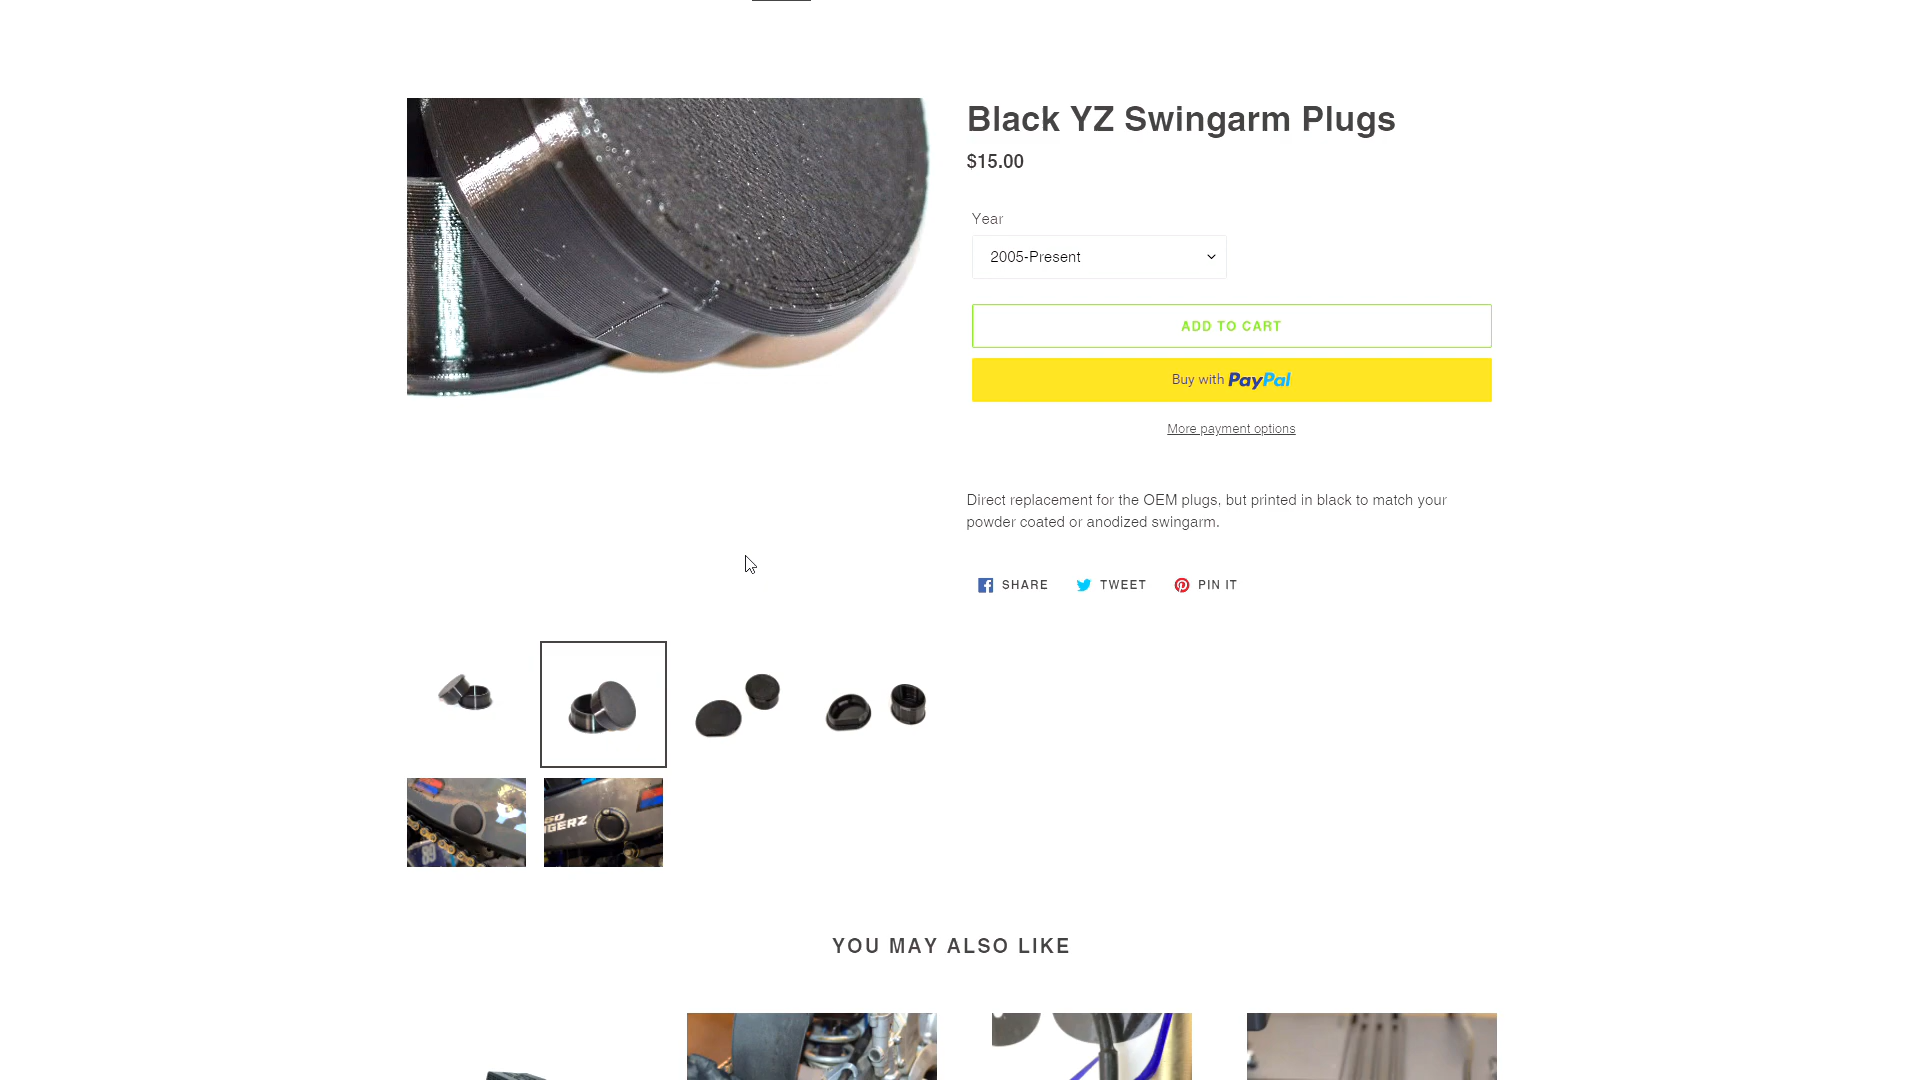 Black YZ Swingarm Plugs
$15.00
Year
2005-Present
ADD TO CART
Buy with PayPal
More payment options
Direct replacement for the OEM plugs, but printed in black to match your
powder coated or anodized swingarm.
SHARE TWEET PIN IT
YOU MAY ALSO LIKE